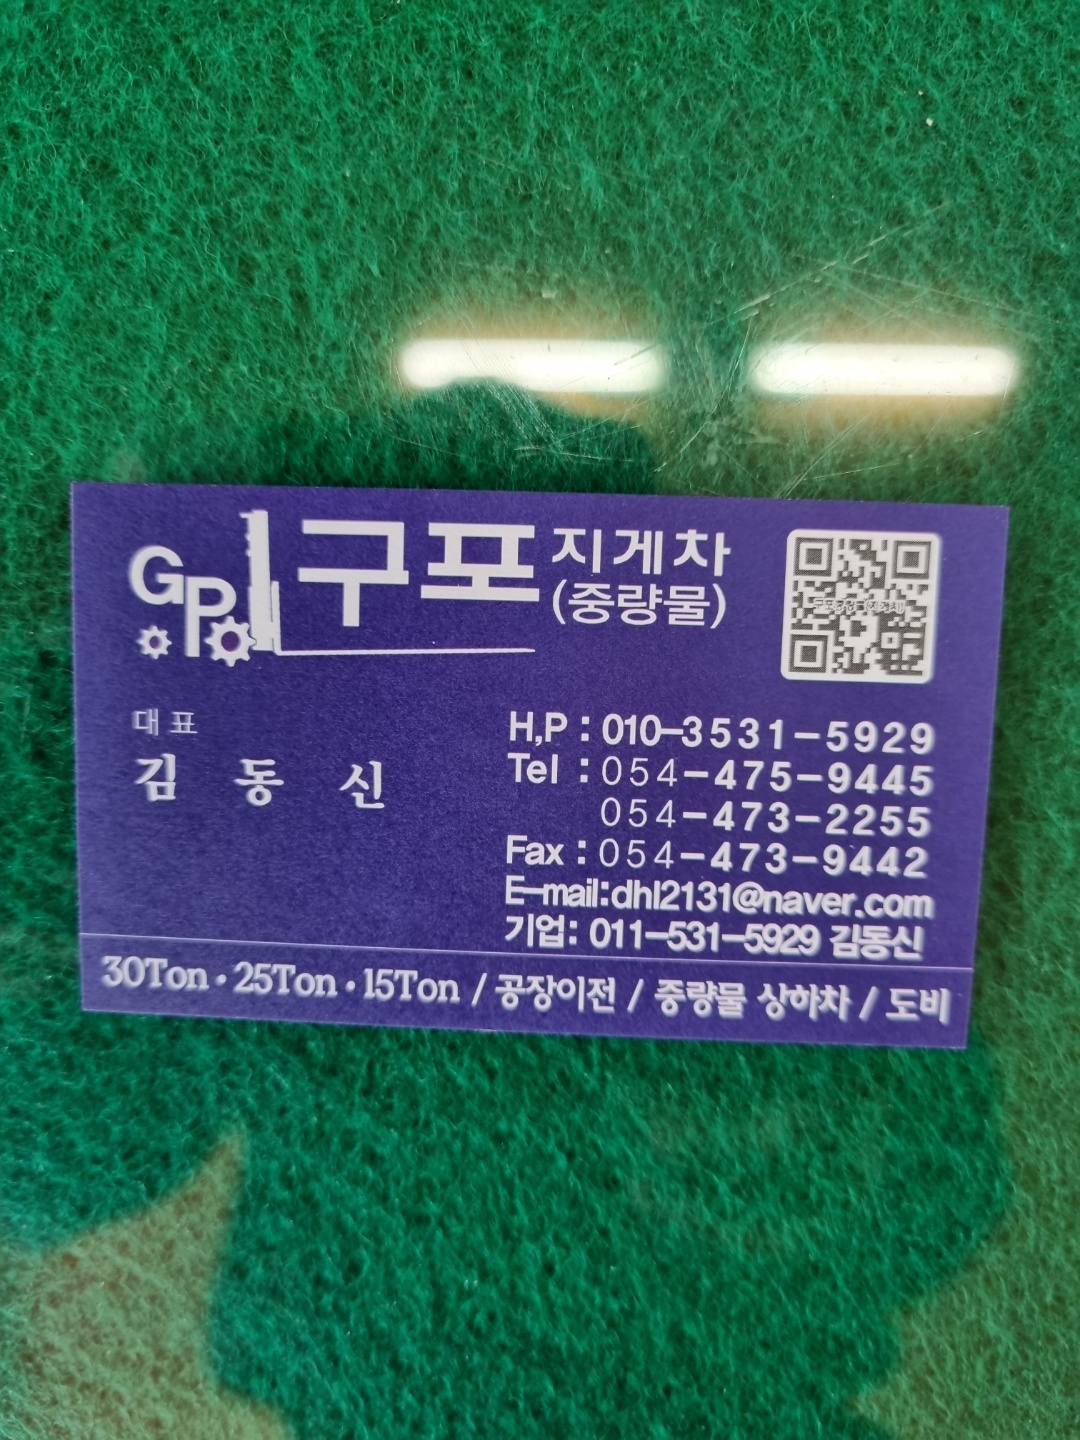 GP 구포 지게차
(중량물)
대표
김 동 신
H,P : 010-3531-5929
Tel : 054-475-9445
054-473-2255
Fax : 054-473-9442
E-mail:dhl2131@naver.com
기업: 011-531-5929 김동신
30Ton · 25Ton · 15Ton / 공장이전 / 중량물 상하차 / 도비